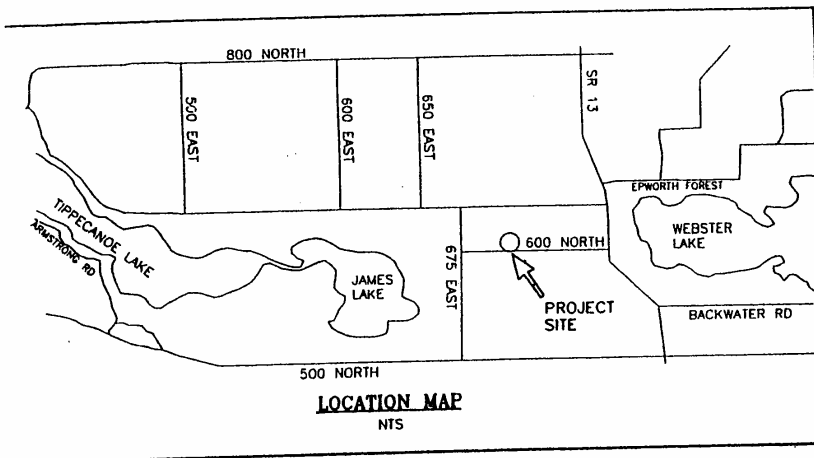 800 NORTH
500 EAST
600 EAST
650 EAST
SR 13
EPWORTH FOREST
TIPPECANOE LAKE
ARMSTRONG RD
JAMES
LAKE
675 EAST
600 NORTH
WEBSTER
LAKE
PROJECT
SITE
BACKWATER RD
500 NORTH
LOCATION MAP
NTS